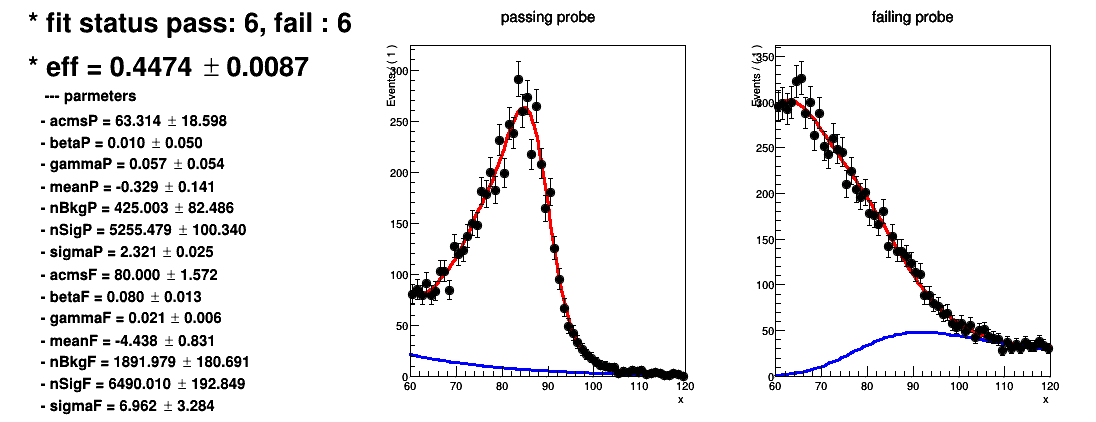 * fit status pass: 6, fail : 6
* eff = 0.4474 ± 0.0087
--- parmeters
- acmsP = 63.314 ± 18.598
- betaP = 0.010 ± 0.050
- gammaP = 0.057 ± 0.054
- meanP = -0.329 ± 0.141
- nBkgP = 425.003 ± 82.486
- nSigP = 5255.479 ± 100.340
- sigmaP = 2.321 ± 0.025
- acmsF = 80.000 ± 1.572
- betaF = 0.080 ± 0.013
- gammaF = 0.021 ± 0.006
- meanF = -4.438 ± 0.831
- nBkgF = 1891.979 ± 180.691
- nSigF = 6490.010 ± 192.849
- sigmaF = 6.962 ± 3.284
passing probe
Events / ( 1 )
300
250
200
150
100
50
0
60 70 80 90 100 110 120
x
failing probe
Events / ( 1 )
350
300
250
200
150
100
50
0
60 70 80 90 100 110 120
x